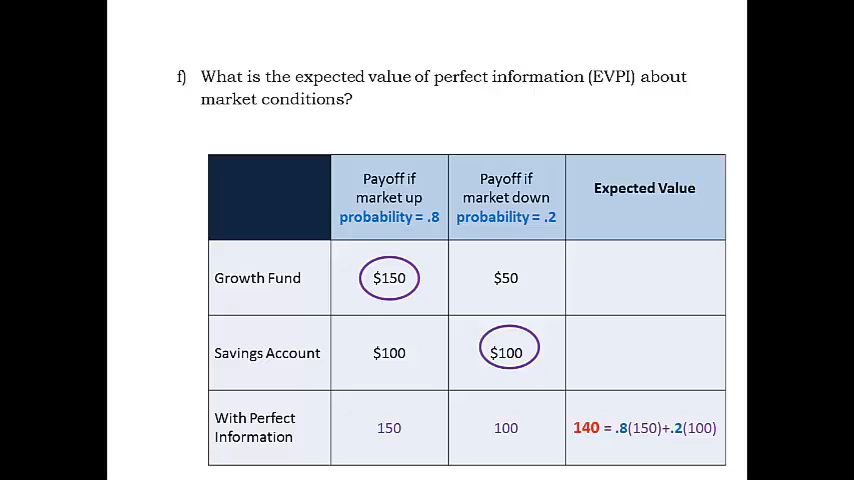 f) What is the expected value of perfect information (EVPI) about
market conditions?
Payoff if
market up
probability = .8
Payoff if
market down
probability = .2
Expected Value
Growth Fund
$150
$50
Savings Account
$100
$100
With Perfect
Information
150
100
140 = .8(150)+.2(100)